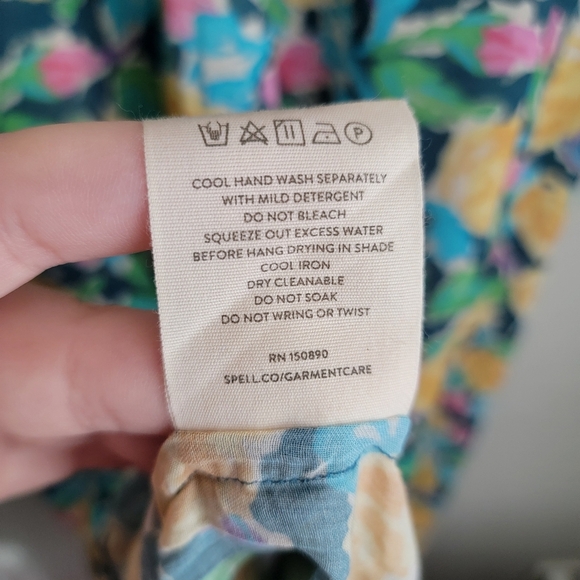 P
COOL HAND WASH SEPARATELY
WITH MILD DETERGENT
DO NOT BLEACH
SQUEEZE OUT EXCESS WATER
BEFORE HANG DRYING IN SHADE
COOL IRON
DRY CLEANABLE
DO NOT SOAK
DO NOT WRING OR TWIST
RN 150890
SPELL.CO/GARMENTCARE